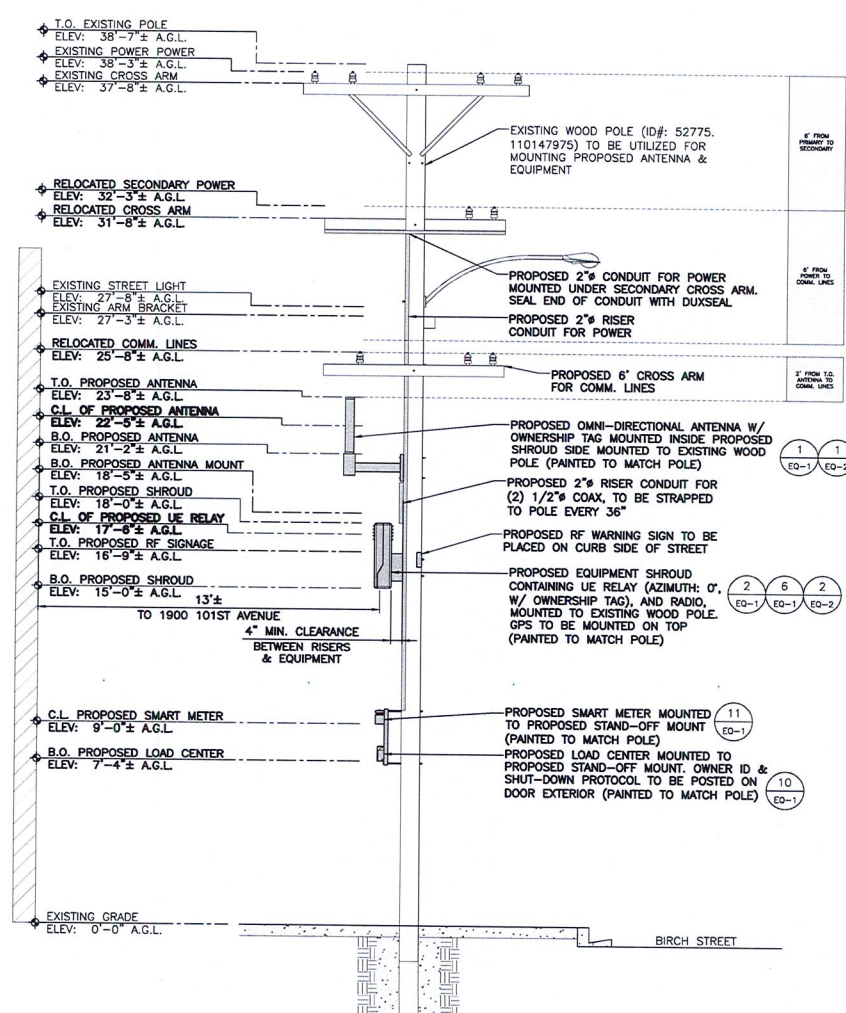 T.O. EXISTING POLE
ELEV: 38'-7"± A.G.L.
EXISTING POWER POWER
ELEV: 38'-3"± A.G.L.
EXISTING CROSS ARM
ELEV: 37'-8"± A.G.L.
EXISTING WOOD POLE (ID#: 52775.
110147975) TO BE UTILIZED FOR
MOUNTING PROPOSED ANTENNA &
EQUIPMENT
6' FROM
PRIMARY TO
SECONDARY
RELOCATED SECONDARY POWER
ELEV: 32'-3"± A.G.L.
RELOCATED CROSS ARM
ELEV: 31'-8"± A.G.L.
PROPOSED 2"ø CONDUIT FOR POWER
MOUNTED UNDER SECONDARY CROSS ARM.
SEAL END OF CONDUIT WITH DUXSEAL
6' FROM
POWER TO
COMM. LINES
EXISTING STREET LIGHT
ELEV: 27'-8"± A.G.L.
EXISTING ARM BRACKET
ELEV: 27'-3"± A.G.L.
PROPOSED 2"ø RISER
CONDUIT FOR POWER
RELOCATED COMM. LINES
ELEV: 25'-8"± A.G.L.
PROPOSED 6' CROSS ARM
FOR COMM. LINES
2' FROM T.O.
ANTENNA TO
COMM. LINES
T.O. PROPOSED ANTENNA
ELEV: 23'-8"± A.G.L.
C.L. OF PROPOSED ANTENNA
ELEV: 22'-5"± A.G.L.
B.O. PROPOSED ANTENNA
ELEV: 21'-2"± A.G.L.
B.O. PROPOSED ANTENNA MOUNT
ELEV: 18'-5"± A.G.L.
T.O. PROPOSED SHROUD
ELEV: 18'-0"± A.G.L.
C.L. OF PROPOSED UE RELAY
ELEV: 17'-6"± A.G.L.
T.O. PROPOSED RF SIGNAGE
ELEV: 16'-9"± A.G.L.
B.O. PROPOSED SHROUD
ELEV: 15'-0"± A.G.L.
PROPOSED OMNI-DIRECTIONAL ANTENNA W/
OWNERSHIP TAG MOUNTED INSIDE PROPOSED
SHROUD SIDE MOUNTED TO EXISTING WOOD
POLE (PAINTED TO MATCH POLE)
1 1
EQ-1 EQ-2
PROPOSED 2"ø RISER CONDUIT FOR
(2) 1/2"ø COAX, TO BE STRAPPED
TO POLE EVERY 36"
PROPOSED RF WARNING SIGN TO BE
PLACED ON CURB SIDE OF STREET
PROPOSED EQUIPMENT SHROUD
CONTAINING UE RELAY (AZIMUTH: 0°,
W/ OWNERSHIP TAG), AND RADIO,
MOUNTED TO EXISTING WOOD POLE.
GPS TO BE MOUNTED ON TOP
(PAINTED TO MATCH POLE)
2 6 2
EQ-1 EQ-1 EQ-2
13'±
TO 1900 101ST AVENUE
4" MIN. CLEARANCE
BETWEEN RISERS
& EQUIPMENT
C.L. PROPOSED SMART METER
ELEV: 9'-0"± A.G.L.
B.O. PROPOSED LOAD CENTER
ELEV: 7'-4"± A.G.L.
PROPOSED SMART METER MOUNTED
TO PROPOSED STAND-OFF MOUNT
(PAINTED TO MATCH POLE)
11
EQ-1
PROPOSED LOAD CENTER MOUNTED TO
PROPOSED STAND-OFF MOUNT. OWNER ID &
SHUT-DOWN PROTOCOL TO BE POSTED ON
DOOR EXTERIOR (PAINTED TO MATCH POLE)
10
EQ-1
EXISTING GRADE
ELEV: 0'-0" A.G.L.
BIRCH STREET